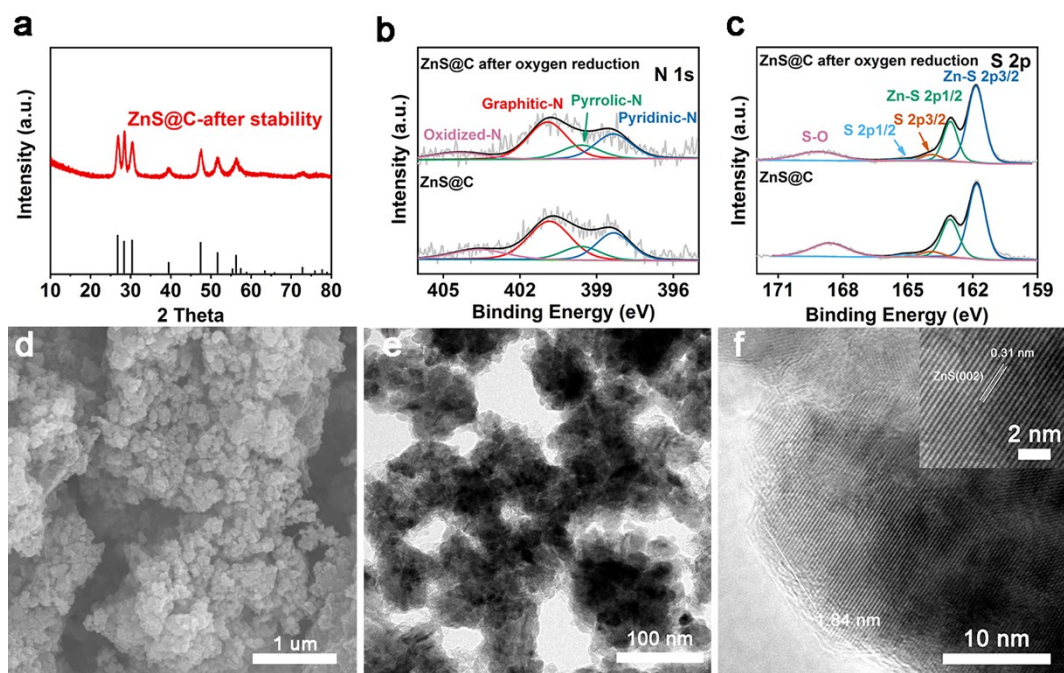 a
ZnS@C-after stability
Intensity (a.u.)
10 20 30 40 50 60 70 80
2 Theta
b
ZnS@C after oxygen reduction
N 1s
Graphitic-N
Pyrrolic-N
Oxidized-N
Pyridinic-N
ZnS@C
Intensity (a.u.)
405 402 399 396
Binding Energy (eV)
c
ZnS@C after oxygen reduction
S 2p
Zn-S 2p3/2
Zn-S 2p1/2
S 2p3/2
S 2p1/2
S-O
ZnS@C
Intensity (a.u.)
171 168 165 162 159
Binding Energy (eV)
d
1 um
e
100 nm
f
0.31 nm
ZnS(002)
2 nm
1.84 nm
10 nm